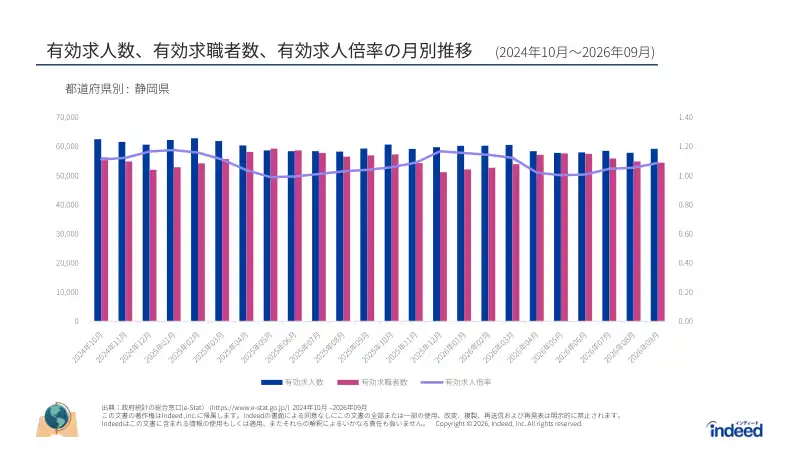 有効求人数、有効求職者数、有効求人倍率の月別推移 (2024年10月～2026年09月)
都道府県別 : 静岡県
70,000 1.40
60,000 1.20
50,000 1.00
40,000 0.80
30,000 0.60
20,000 0.40
10,000 0.20
0 0.00
2024年10月 2024年11月 2024年12月 2025年01月 2025年02月 2025年03月 2025年04月 2025年05月 2025年06月 2025年07月 2025年08月 2025年09月 2025年10月 2025年11月 2025年12月 2026年01月 2026年02月 2026年03月 2026年04月 2026年05月 2026年06月 2026年07月 2026年08月 2026年09月
有効求人数 有効求職者数 有効求人倍率
出典：政府統計の総合窓口(e-Stat) (https://www.e-stat.go.jp/) 2024年10月 –2026年09月
この文書の著作権はIndeed,Inc.に帰属します。Indeedの書面による同意なしにこの文書の全部または一部の使用、改変、複製、再送信および再発表は明示的に禁止されます。
Indeedはこの文書に含まれる情報の使用もしくは適用、またそれらの解釈によるいかなる責任も負いません。 Copyright © 2026, Indeed, Inc. All rights reserved.
インディード
indeed